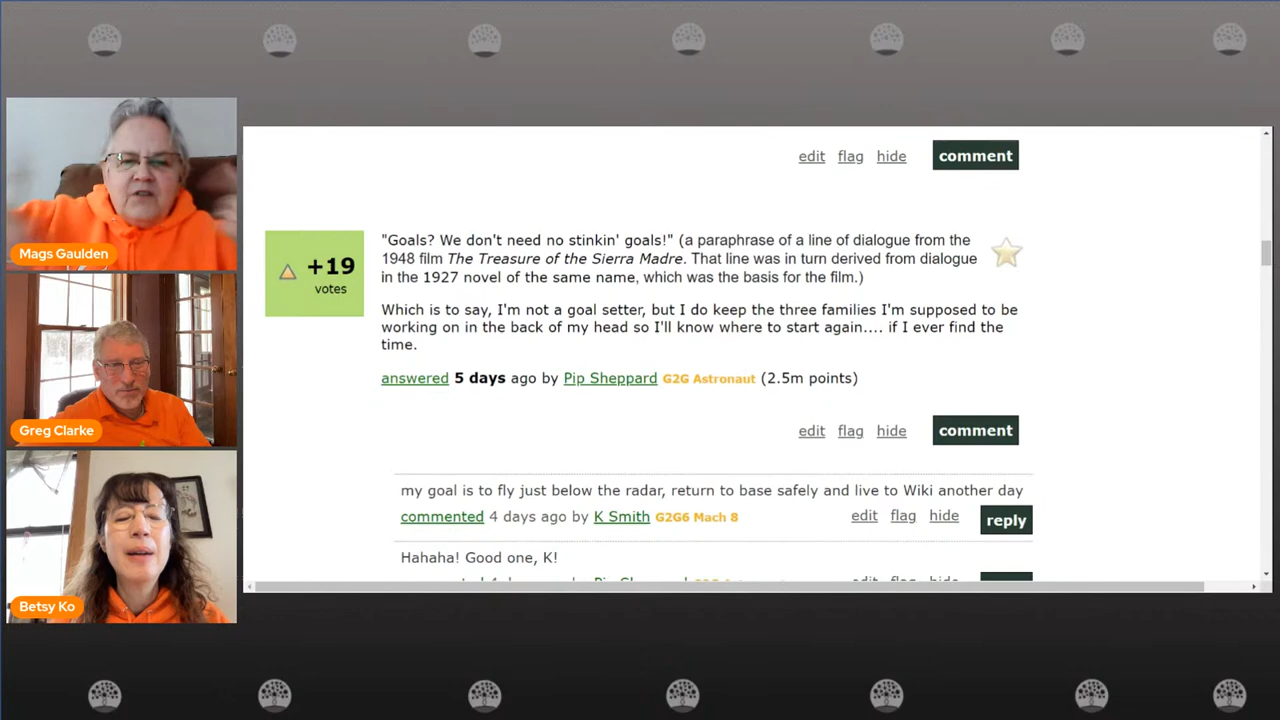 Mags Gaulden
Greg Clarke
Betsy Ko
edit flag hide comment
+19
votes
"Goals? We don't need no stinkin' goals!" (a paraphrase of a line of dialogue from the
1948 film The Treasure of the Sierra Madre. That line was in turn derived from dialogue
in the 1927 novel of the same name, which was the basis for the film.)
Which is to say, I'm not a goal setter, but I do keep the three families I'm supposed to be
working on in the back of my head so I'll know where to start again.... if I ever find the
time.
answered 5 days ago by Pip Sheppard G2G Astronaut (2.5m points)
edit flag hide comment
my goal is to fly just below the radar, return to base safely and live to Wiki another day
commented 4 days ago by K Smith G2G6 Mach 8 edit flag hide reply
Hahaha! Good one, K!